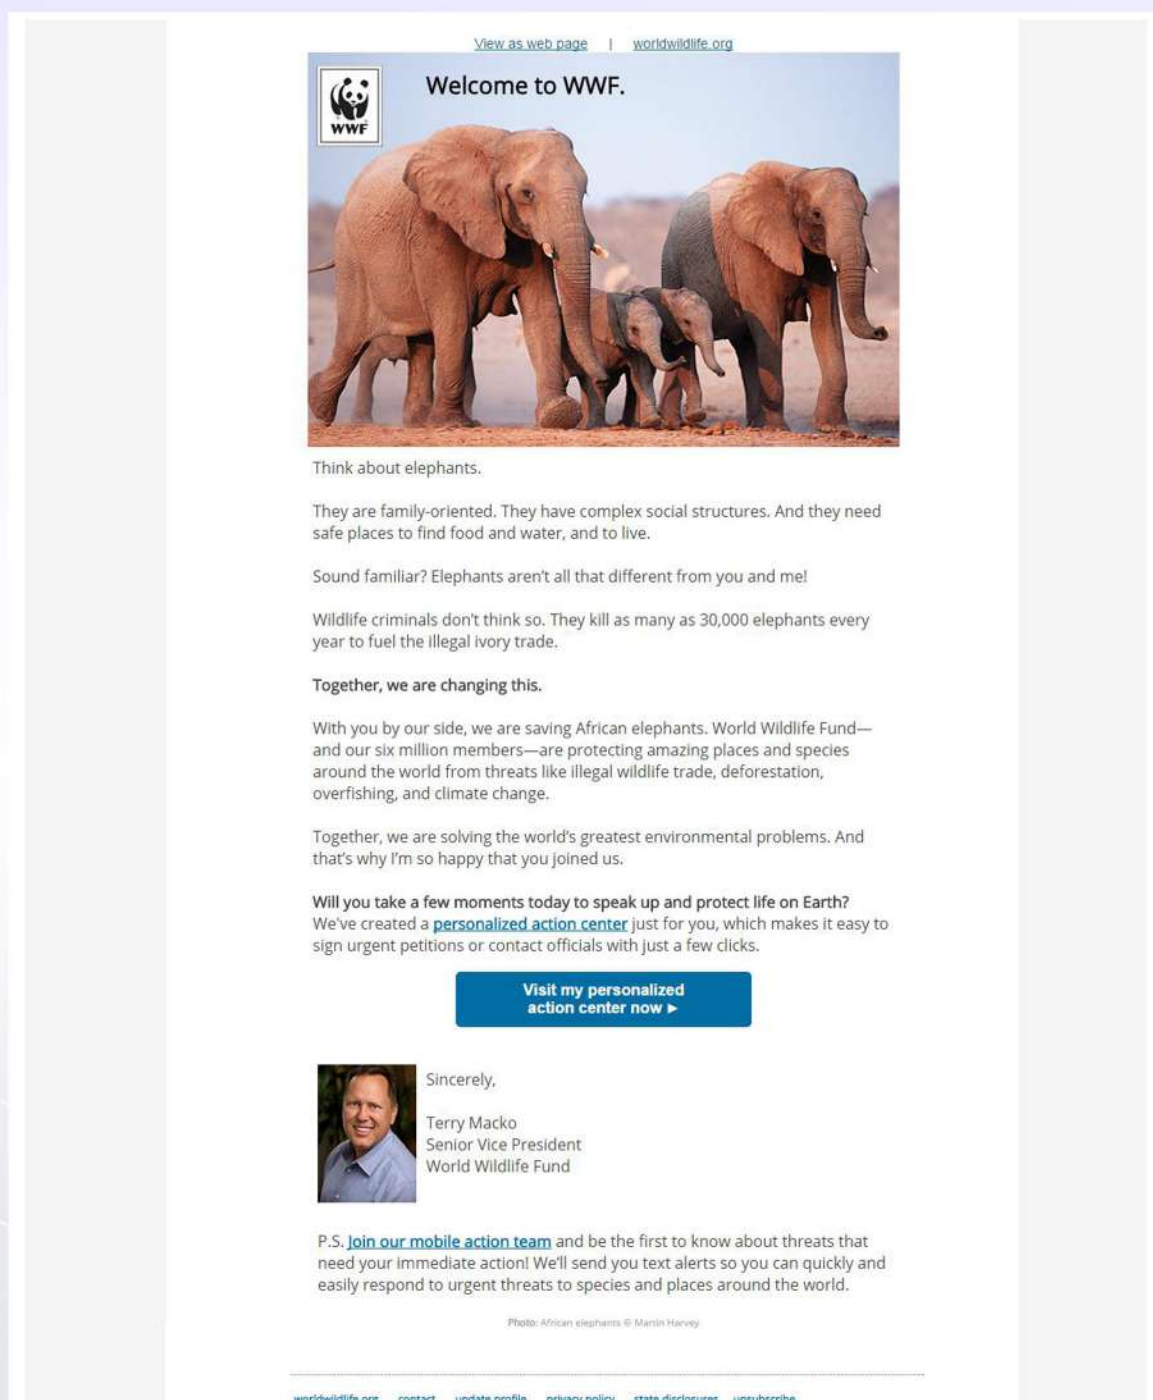 View as web page | worldwildlife.org
WWF
Welcome to WWF.
Think about elephants.
They are family-oriented. They have complex social structures. And they need
safe places to find food and water, and to live.
Sound familiar? Elephants aren't all that different from you and me!
Wildlife criminals don't think so. They kill as many as 30,000 elephants every
year to fuel the illegal ivory trade.
Together, we are changing this.
With you by our side, we are saving African elephants. World Wildlife Fund—
and our six million members—are protecting amazing places and species
around the world from threats like illegal wildlife trade, deforestation,
overfishing, and climate change.
Together, we are solving the world's greatest environmental problems. And
that's why I'm so happy that you joined us.
Will you take a few moments today to speak up and protect life on Earth?
We've created a personalized action center just for you, which makes it easy to
sign urgent petitions or contact officials with just a few clicks.
Visit my personalized
action center now ►
Sincerely,
Terry Macko
Senior Vice President
World Wildlife Fund
P.S. Join our mobile action team and be the first to know about threats that
need your immediate action! We'll send you text alerts so you can quickly and
easily respond to urgent threats to species and places around the world.
Photo: African elephants © Martin Harvey
worldwildlife.org contact update profile privacy policy state disclosures unsubscribe